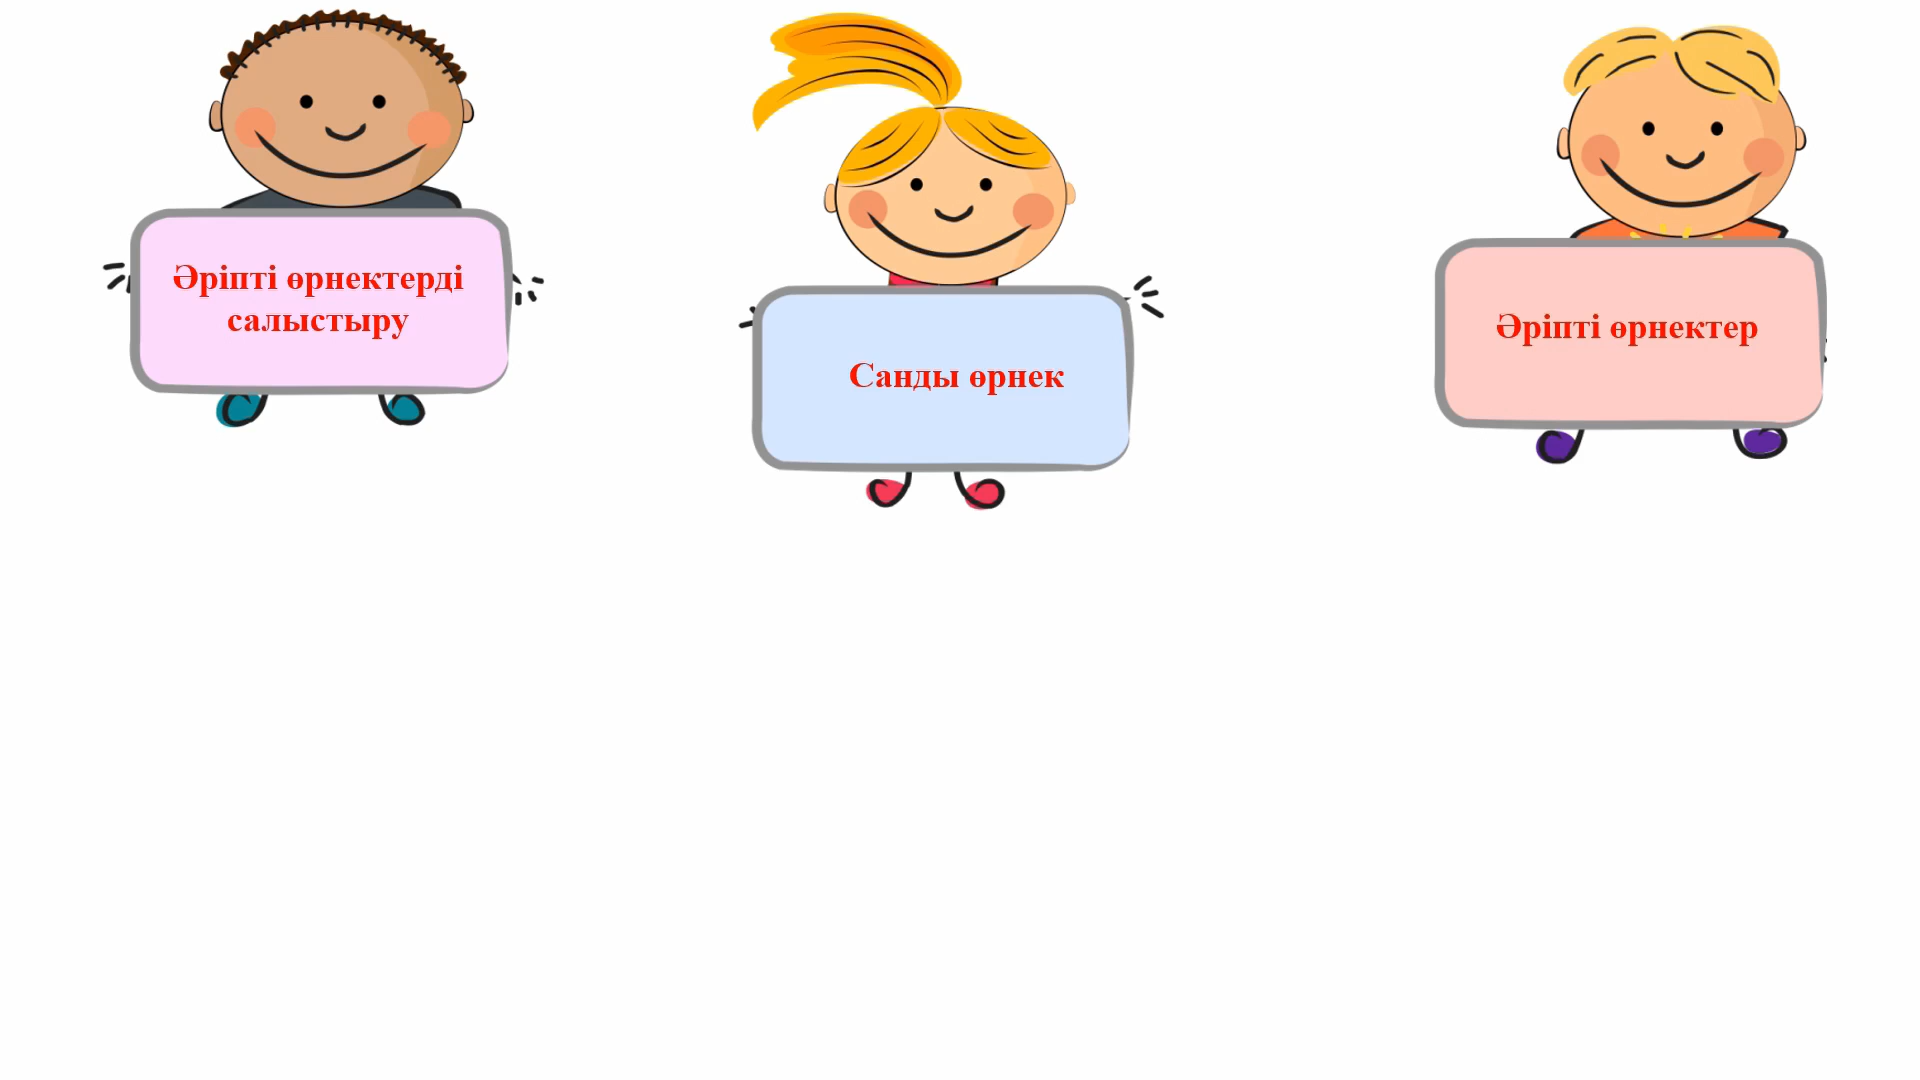 Әріпті өрнектерді
салыстыру
Санды өрнек
Әріпті өрнектер